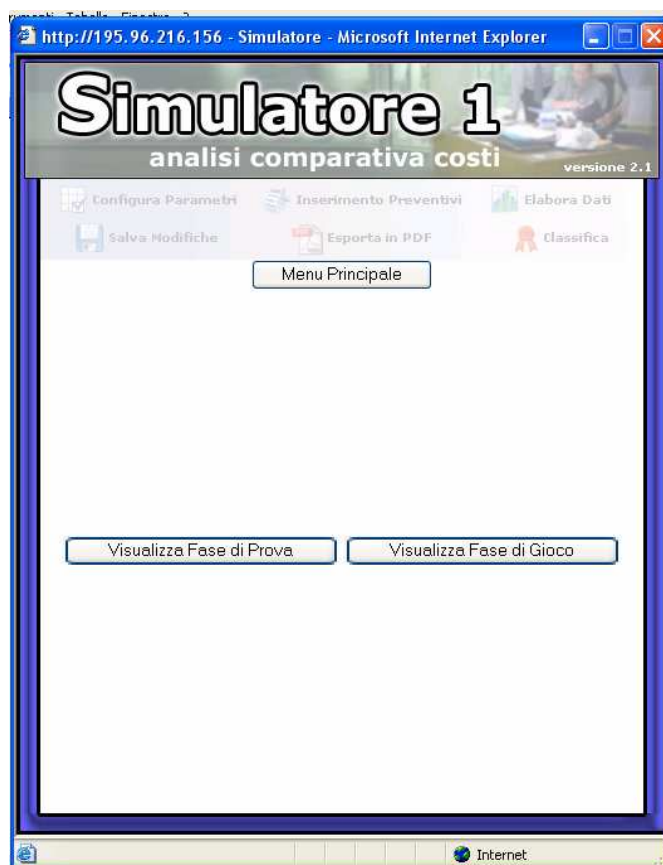 http://195.96.216.156 - Simulatore - Microsoft Internet Explorer
Simulatore 1
analisi comparativa costi
versione 2.1
Configura Parametri Inserimento Preventivi Elabora Dati
Salva Modifiche Esporta in PDF Classifica
Menu Principale
Visualizza Fase di Prova Visualizza Fase di Gioco
Internet